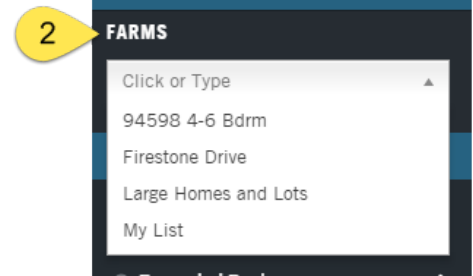 2
FARMS
Click or Type
94598 4-6 Bdrm
Firestone Drive
Large Homes and Lots
My List